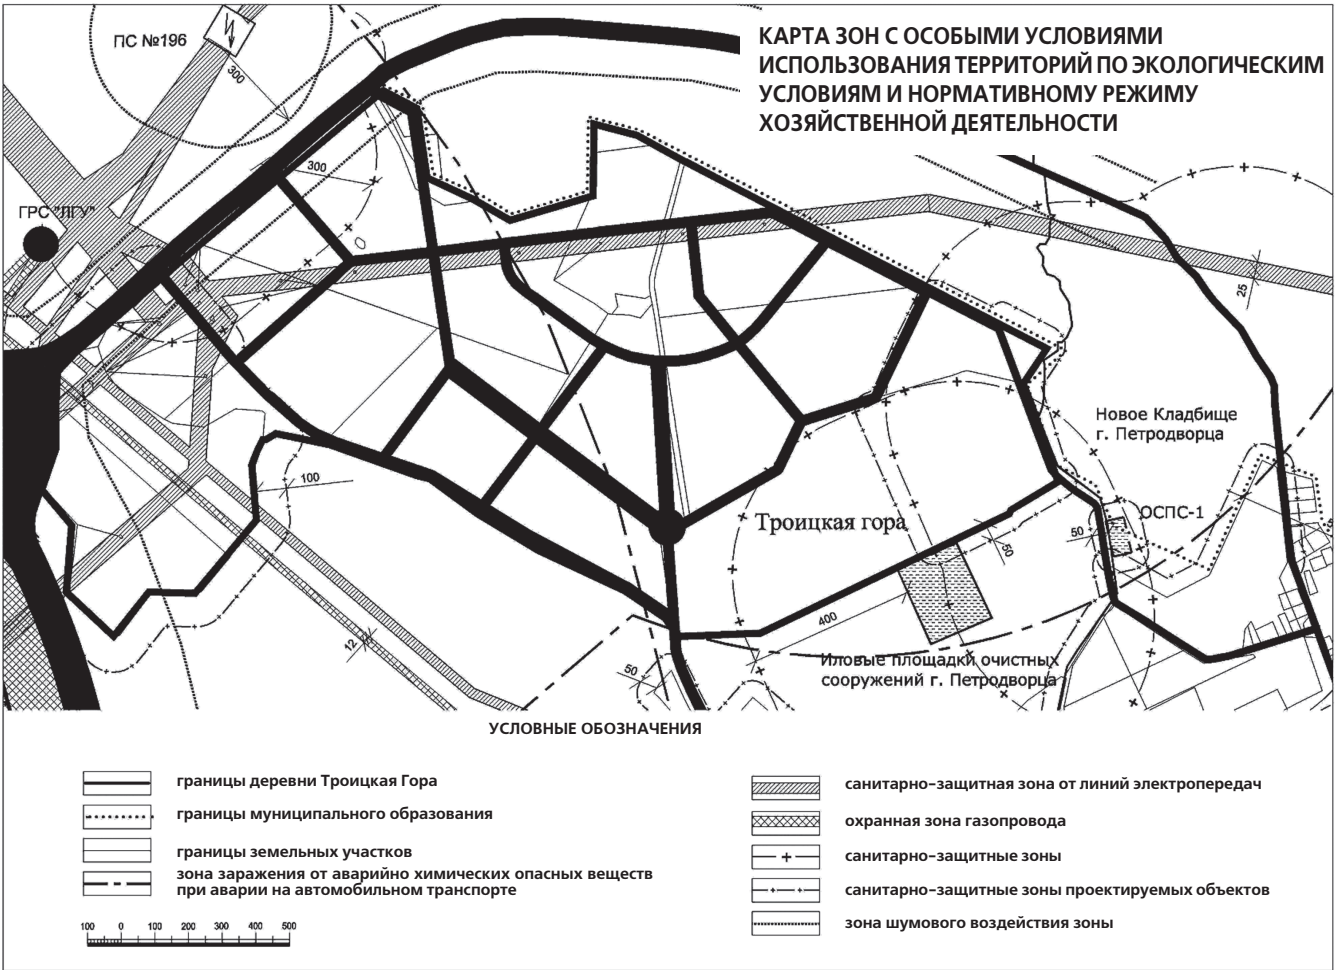 КАРТА ЗОН С ОСОБЫМИ УСЛОВИЯМИ
ИСПОЛЬЗОВАНИЯ ТЕРРИТОРИЙ ПО ЭКОЛОГИЧЕСКИМ
УСЛОВИЯМ И НОРМАТИВНОМУ РЕЖИМУ
ХОЗЯЙСТВЕННОЙ ДЕЯТЕЛЬНОСТИ
ПС №196
300
300
ГРС "ЛГУ"
25
Новое Кладбище
г. Петродворца
100
ОСПС-1
50
Троицкая гора
50
400
12
50
Иловые площадки очистных
сооружений г. Петродворца
УСЛОВНЫЕ ОБОЗНАЧЕНИЯ
границы деревни Троицкая Гора
границы муниципального образования
границы земельных участков
зона заражения от аварийно химических опасных веществ
при аварии на автомобильном транспорте
100 0 100 200 300 400 500
санитарно-защитная зона от линий электропередач
охранная зона газопровода
санитарно-защитные зоны
санитарно-защитные зоны проектируемых объектов
зона шумового воздействия зоны